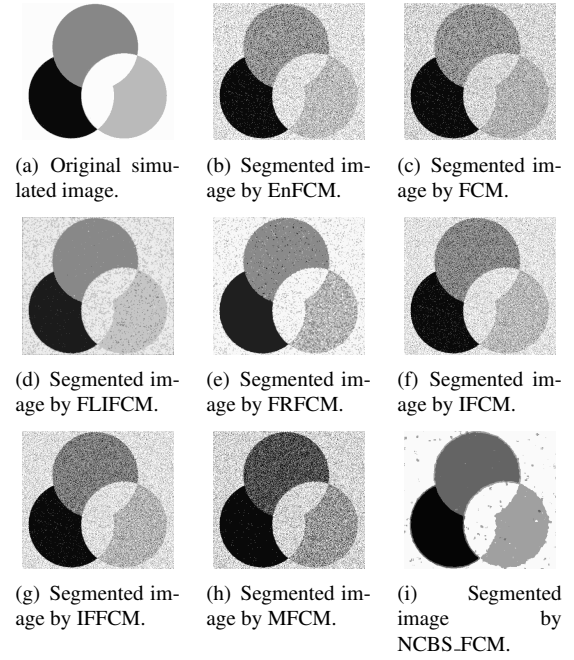 (a) Original simu-
lated image.
(b) Segmented im-
age by EnFCM.
(c) Segmented im-
age by FCM.
(d) Segmented im-
age by FLIFCM.
(e) Segmented im-
age by FRFCM.
(f) Segmented im-
age by IFCM.
(g) Segmented im-
age by IFFCM.
(h) Segmented im-
age by MFCM.
(i) Segmented
image by
NCBS_FCM.